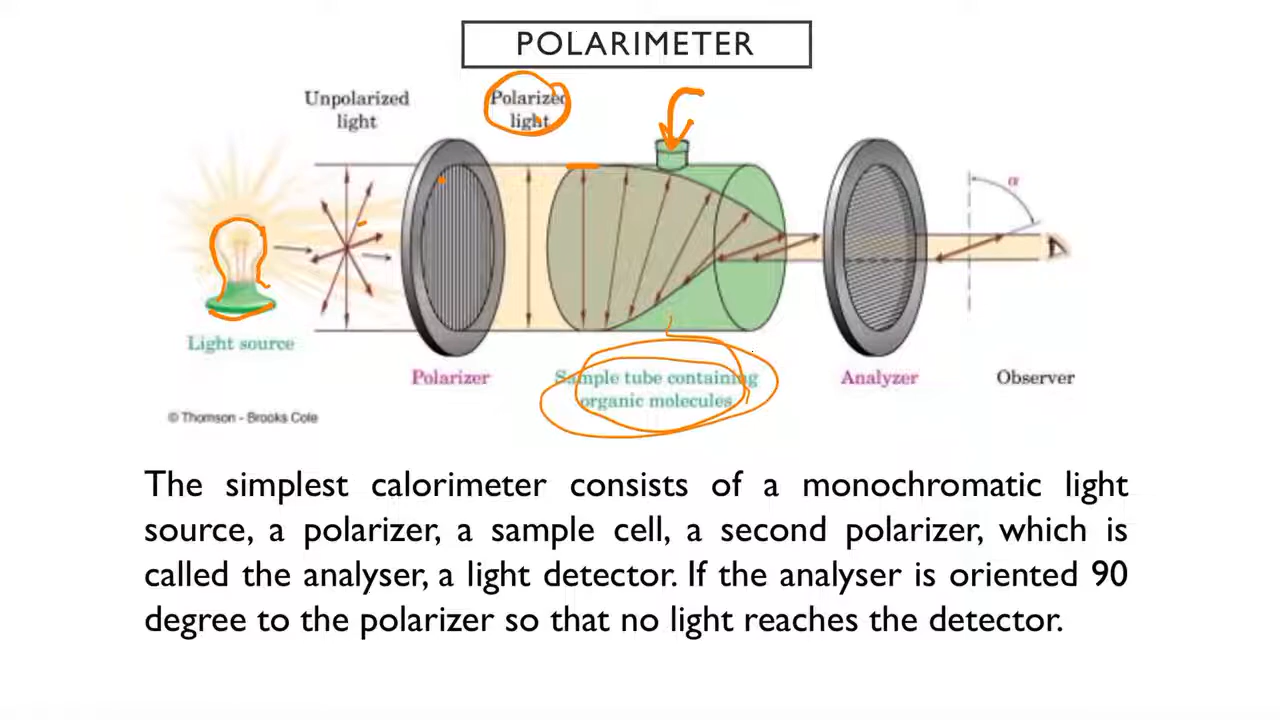 POLARIMETER
Unpolarized
light
Polarized
light
α
Light source
Polarizer
Sample tube containing
organic molecules
Analyzer
Observer
© Thomson - Brooks Cole
The simplest calorimeter consists of a monochromatic light
source, a polarizer, a sample cell, a second polarizer, which is
called the analyser, a light detector. If the analyser is oriented 90
degree to the polarizer so that no light reaches the detector.